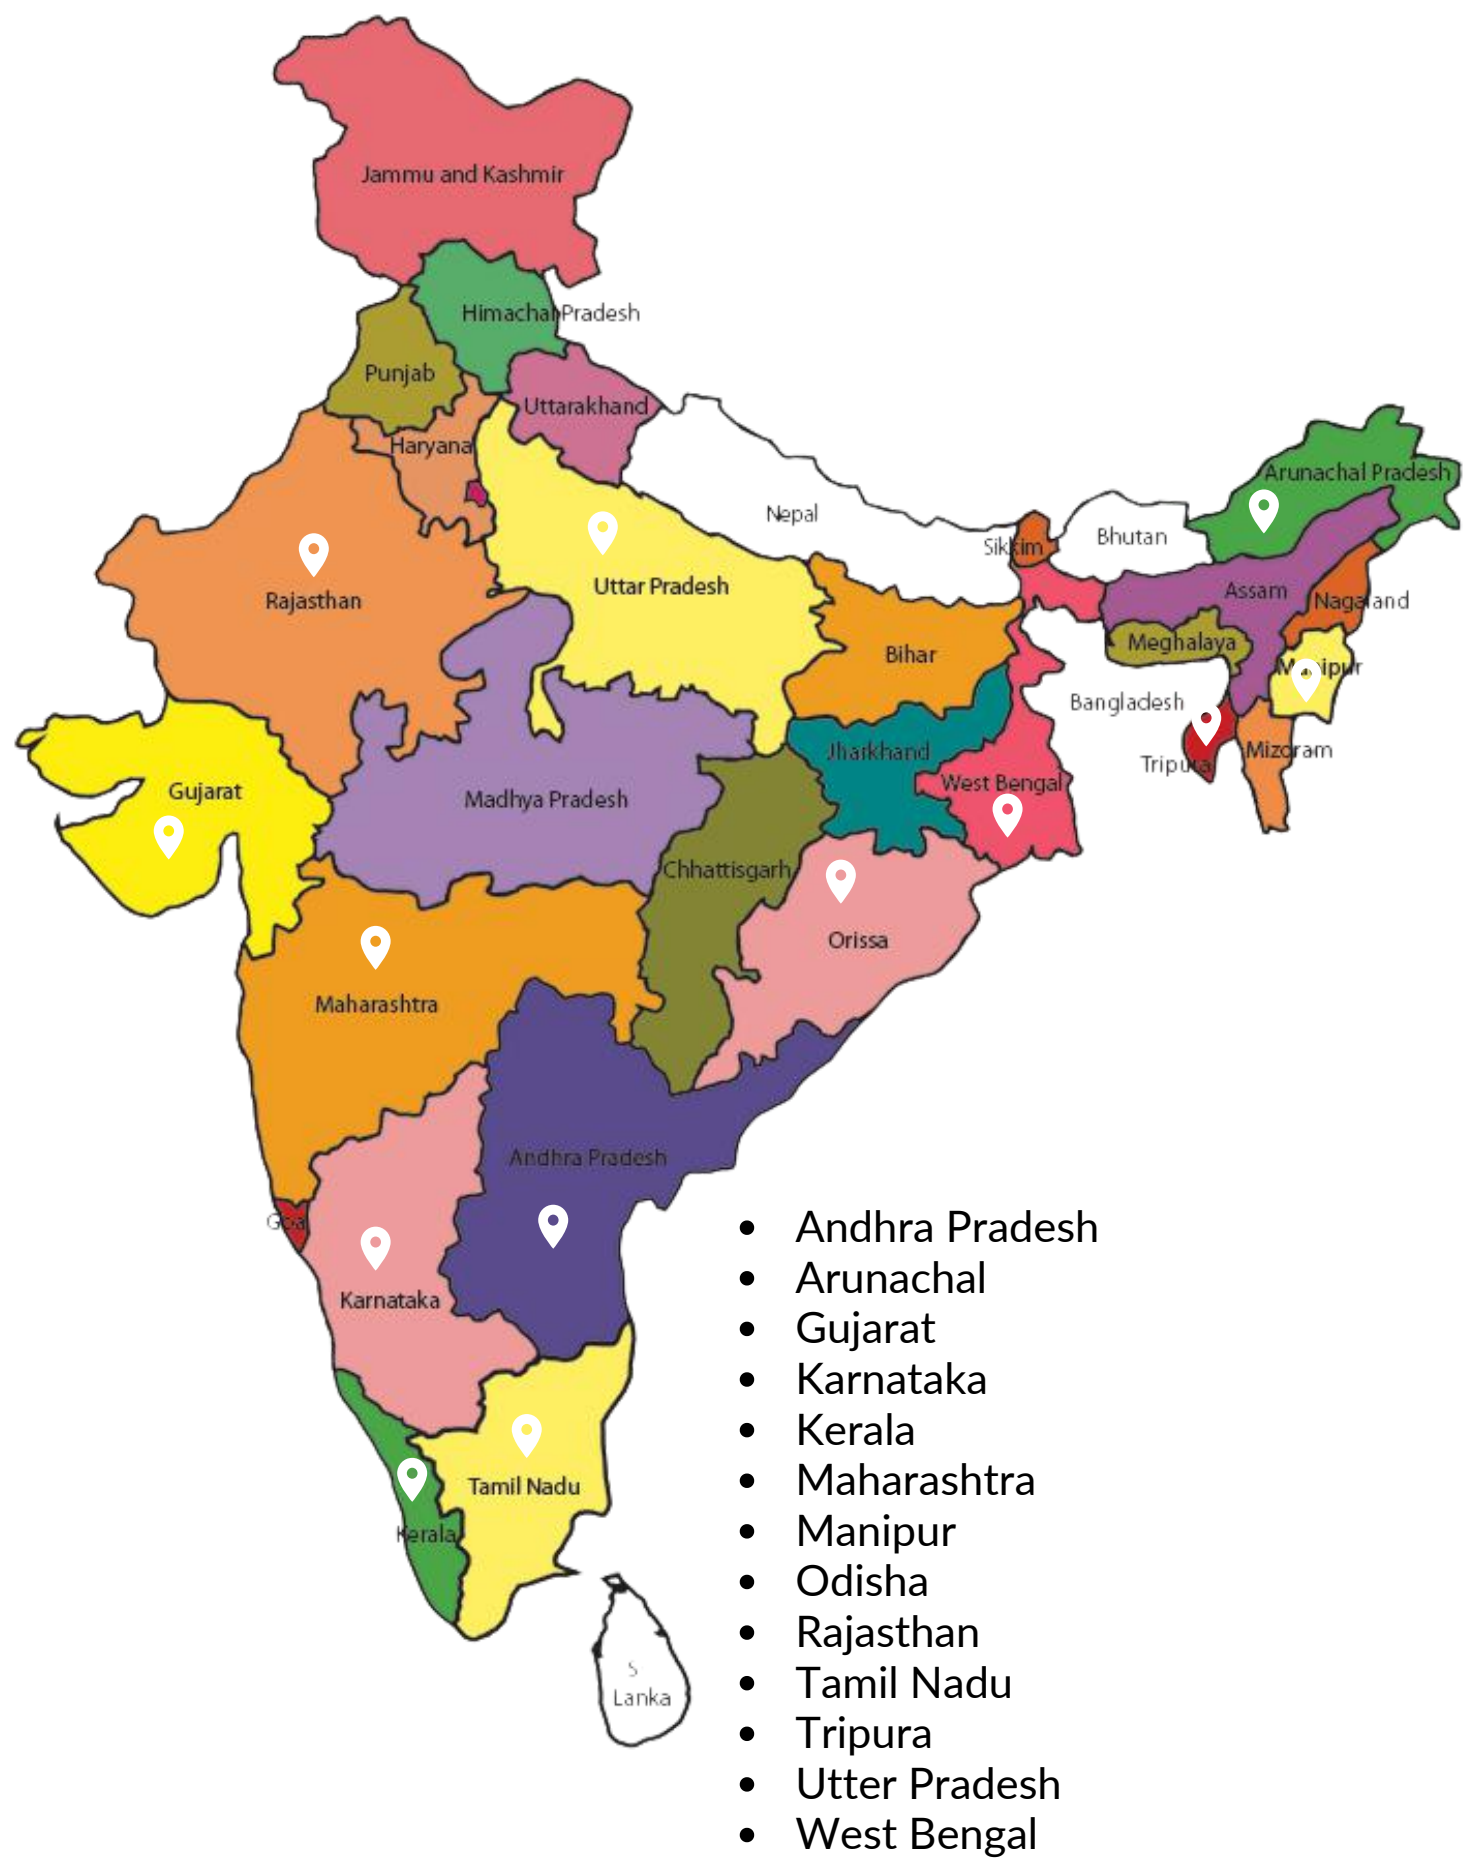 Jammu and Kashmir
Himachal Pradesh
Punjab
Uttarakhand
Haryana
Arunachal Pradesh
Nepal
Sikkim
Bhutan
Uttar Pradesh
Assam
Rajasthan
Nagaland
Meghalaya
Bihar
Manipur
Bangladesh
Jharkhand
Mizoram
Tripura
West Bengal
Gujarat
Madhya Pradesh
Chhattisgarh
Orissa
Maharashtra
Andhra Pradesh
Goa
Karnataka
Tamil Nadu
Kerala
S
Lanka
• Andhra Pradesh
• Arunachal
• Gujarat
• Karnataka
• Kerala
• Maharashtra
• Manipur
• Odisha
• Rajasthan
• Tamil Nadu
• Tripura
• Utter Pradesh
• West Bengal